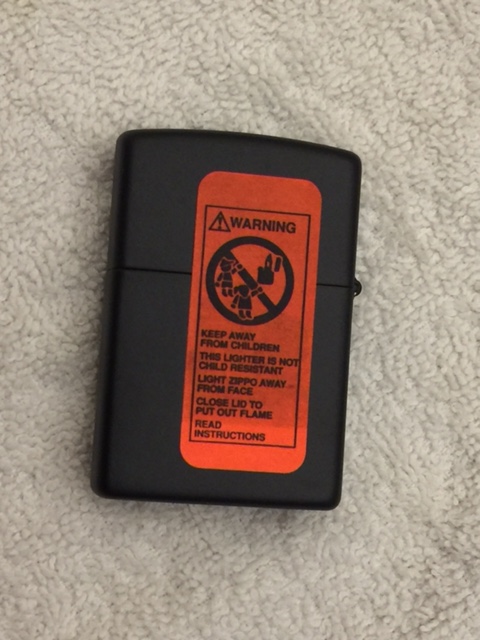 WARNING
KEEP AWAY
FROM CHILDREN
THIS LIGHTER IS NOT
CHILD RESISTANT
LIGHT ZIPPO AWAY
FROM FACE
CLOSE LID TO
PUT OUT FLAME
READ
INSTRUCTIONS